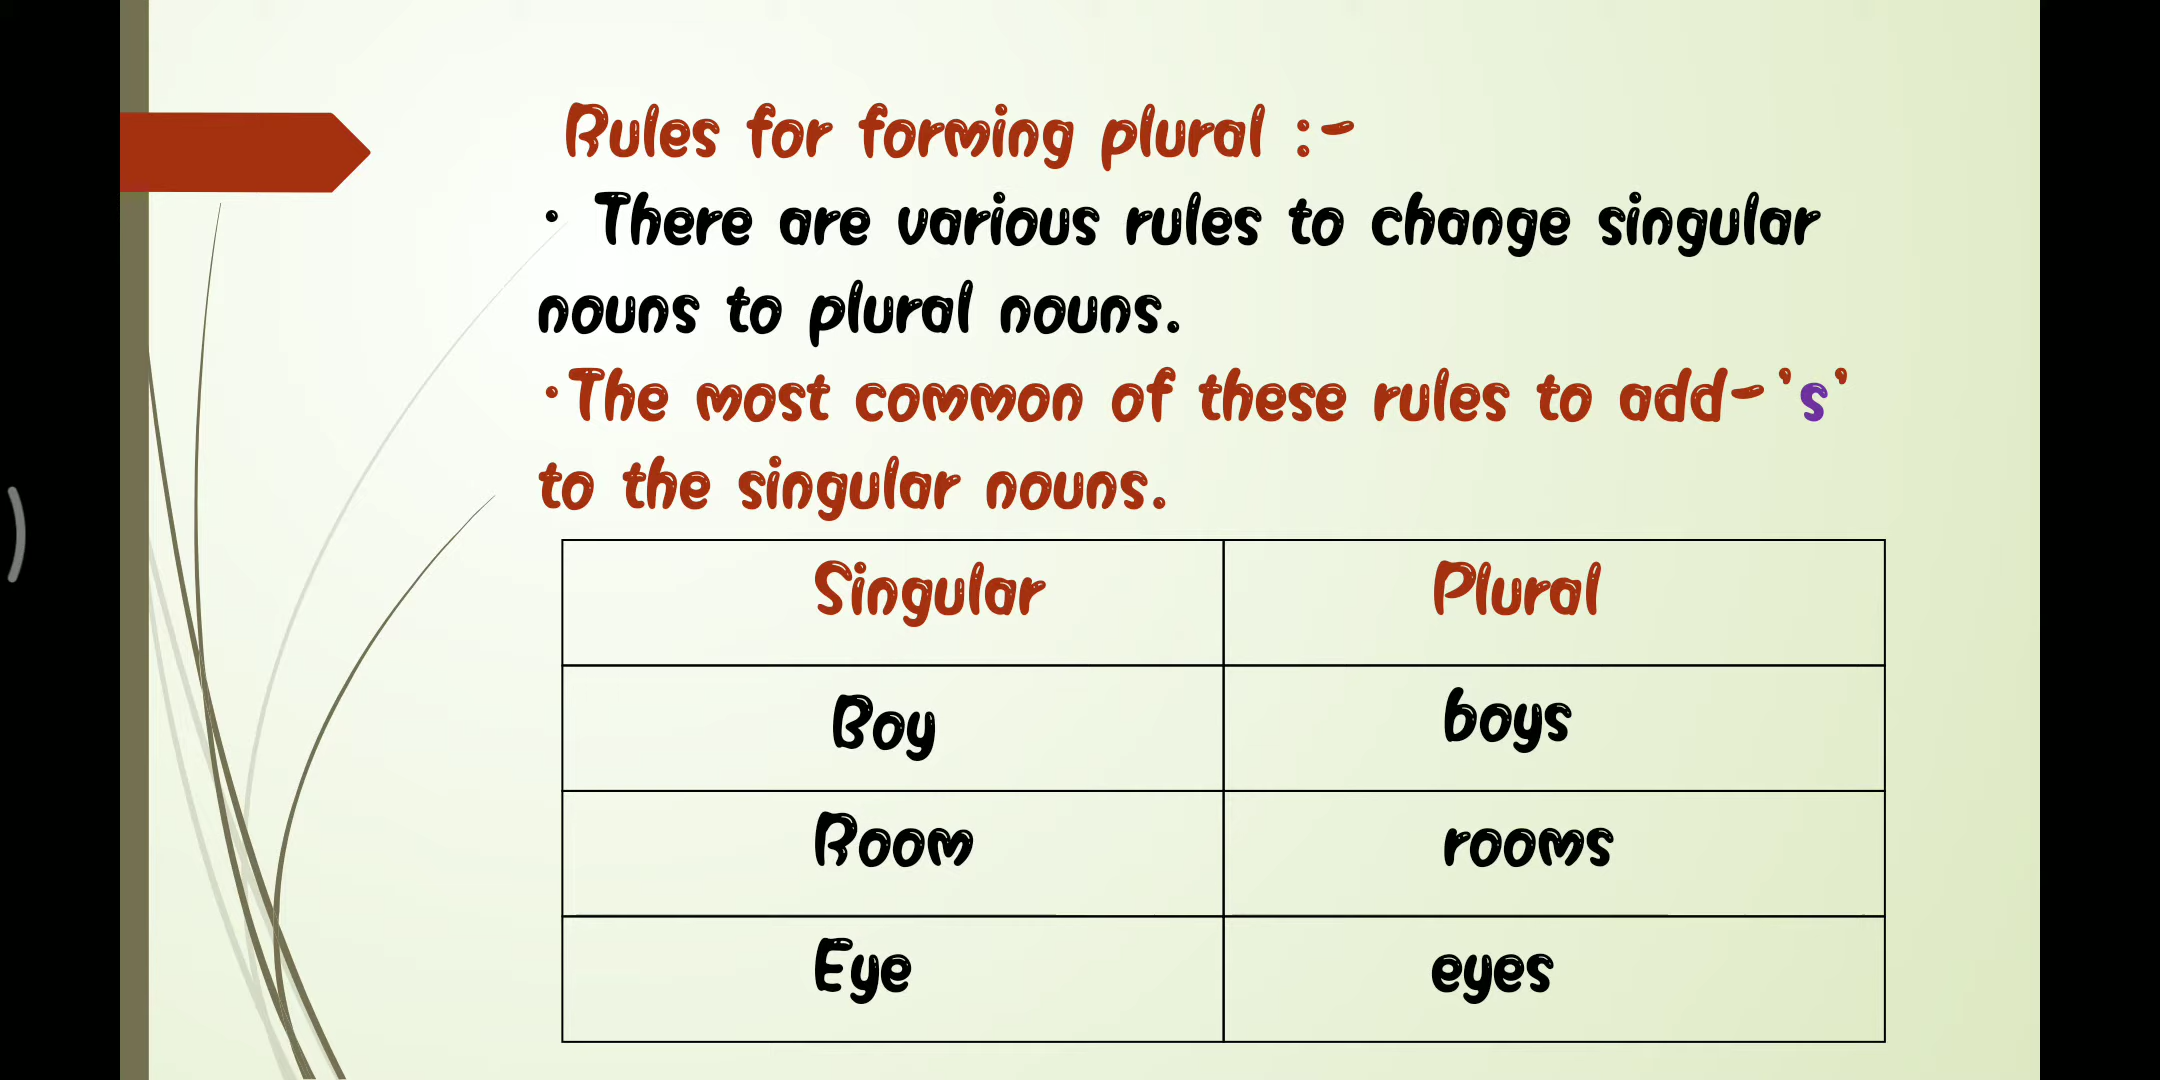 Rules for forming plural :-
· There are various rules to change singular
nouns to plural nouns.
·The most common of these rules to add-'s'
to the singular nouns.
Singular Plural
Boy boys
Room rooms
Eye eyes